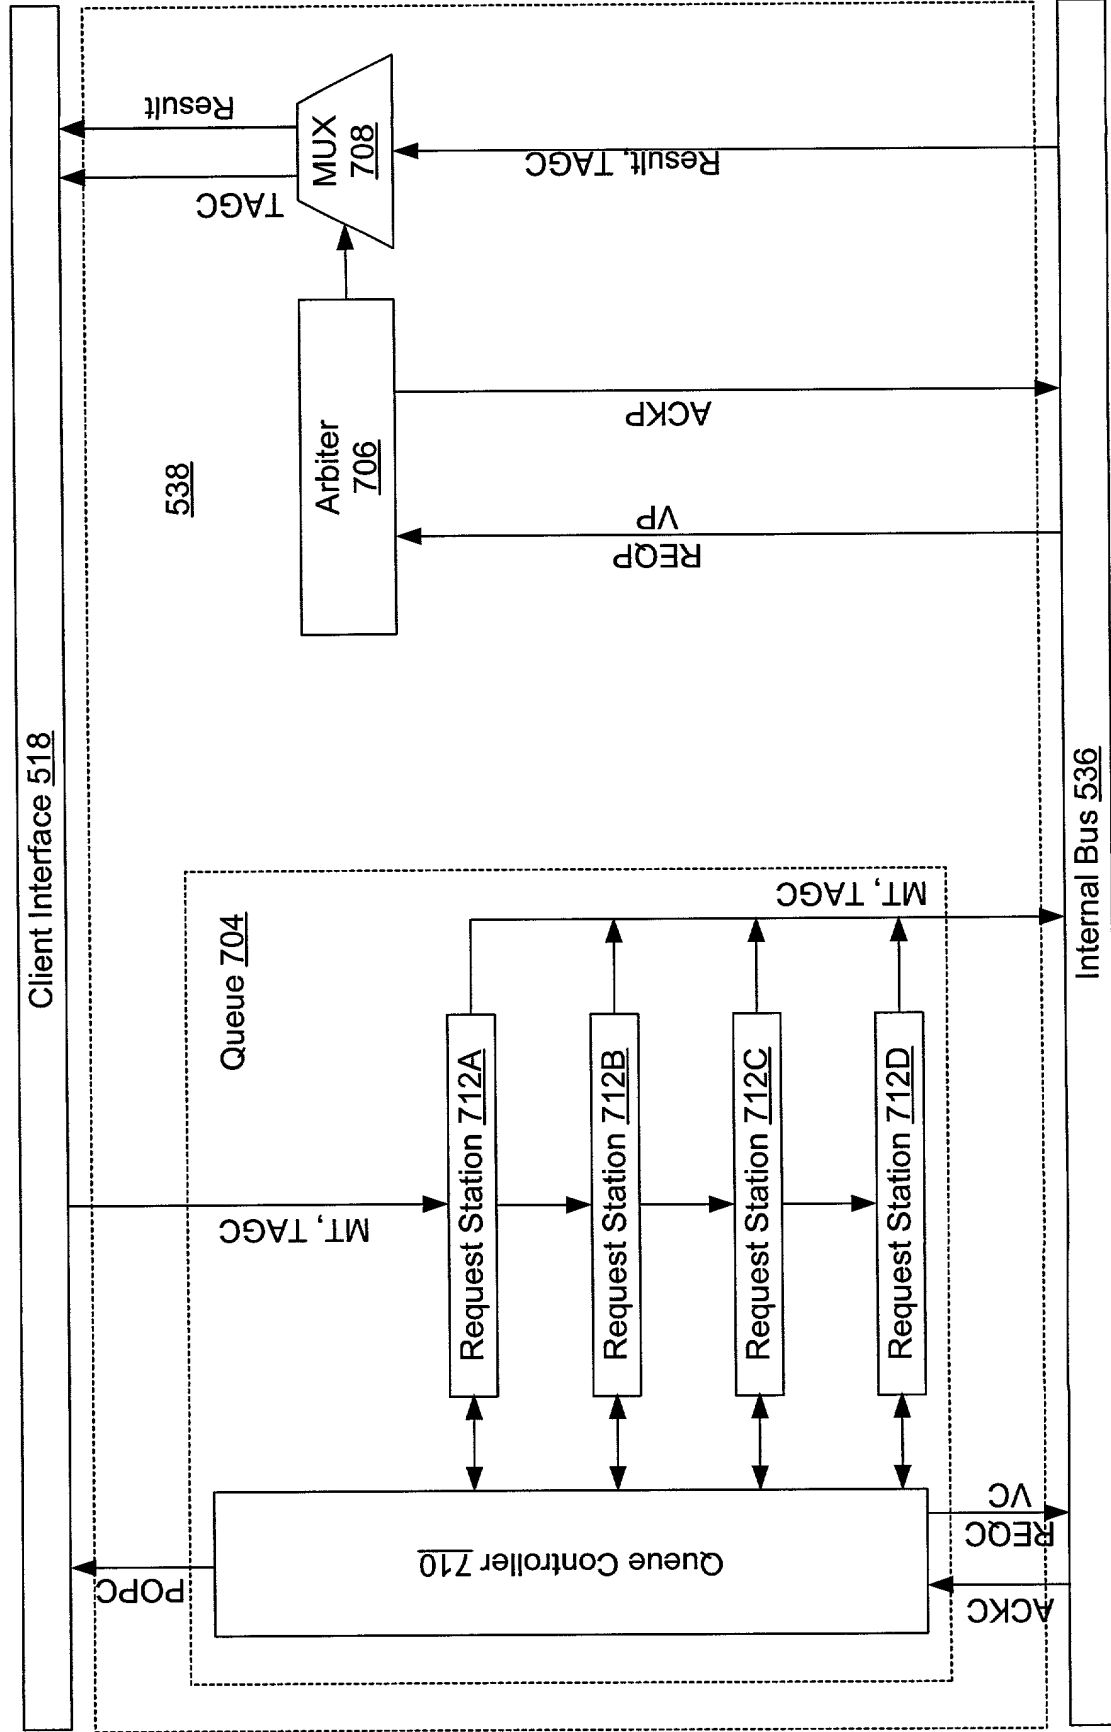 Client Interface 518
POPC
MT, TAGC
TAGC
Result
538
Queue 704
Queue Controller 710
Request Station 712A
Request Station 712B
Request Station 712C
Request Station 712D
MT, TAGC
Arbiter
706
MUX
708
ACKC
REQC
VC
REQP
VP
ACKP
Result, TAGC
Internal Bus 536